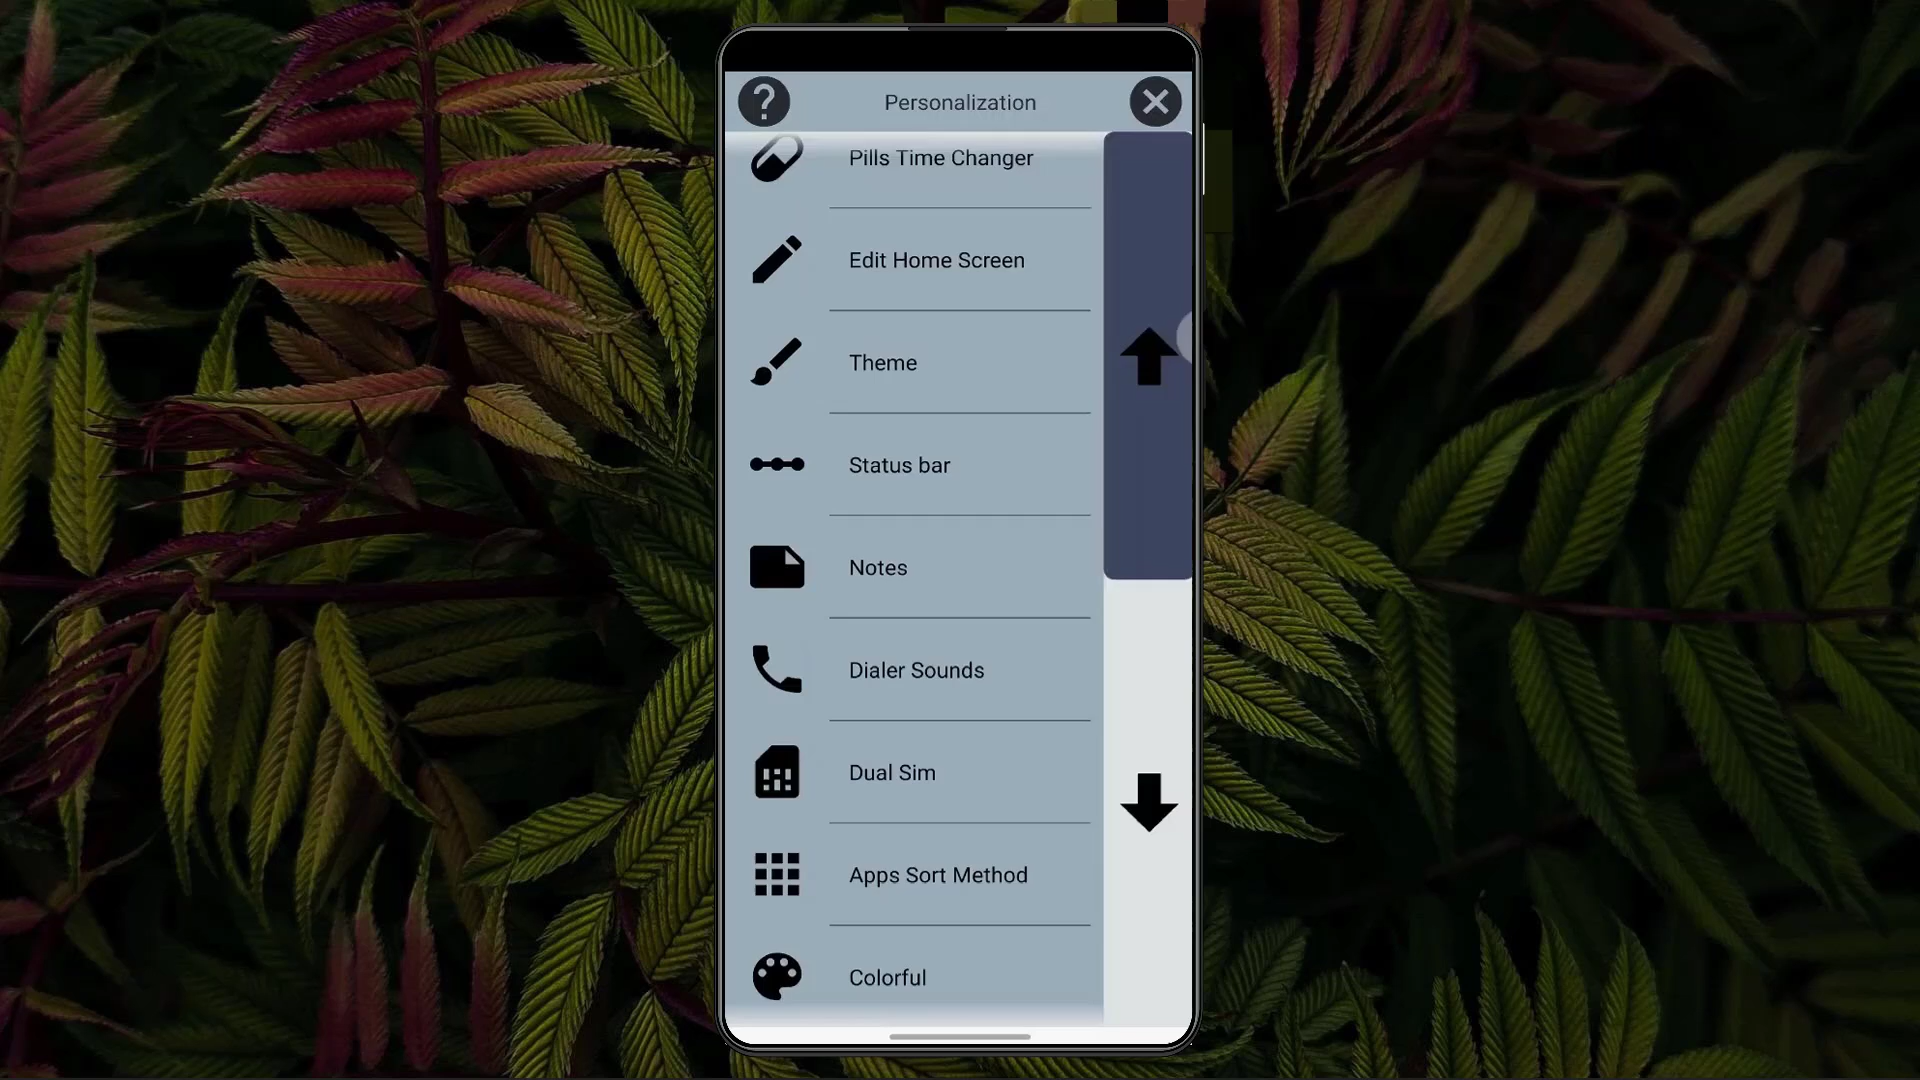 Personalization
Pills Time Changer
Edit Home Screen
Theme
Status bar
Notes
Dialer Sounds
Dual Sim
Apps Sort Method
Colorful